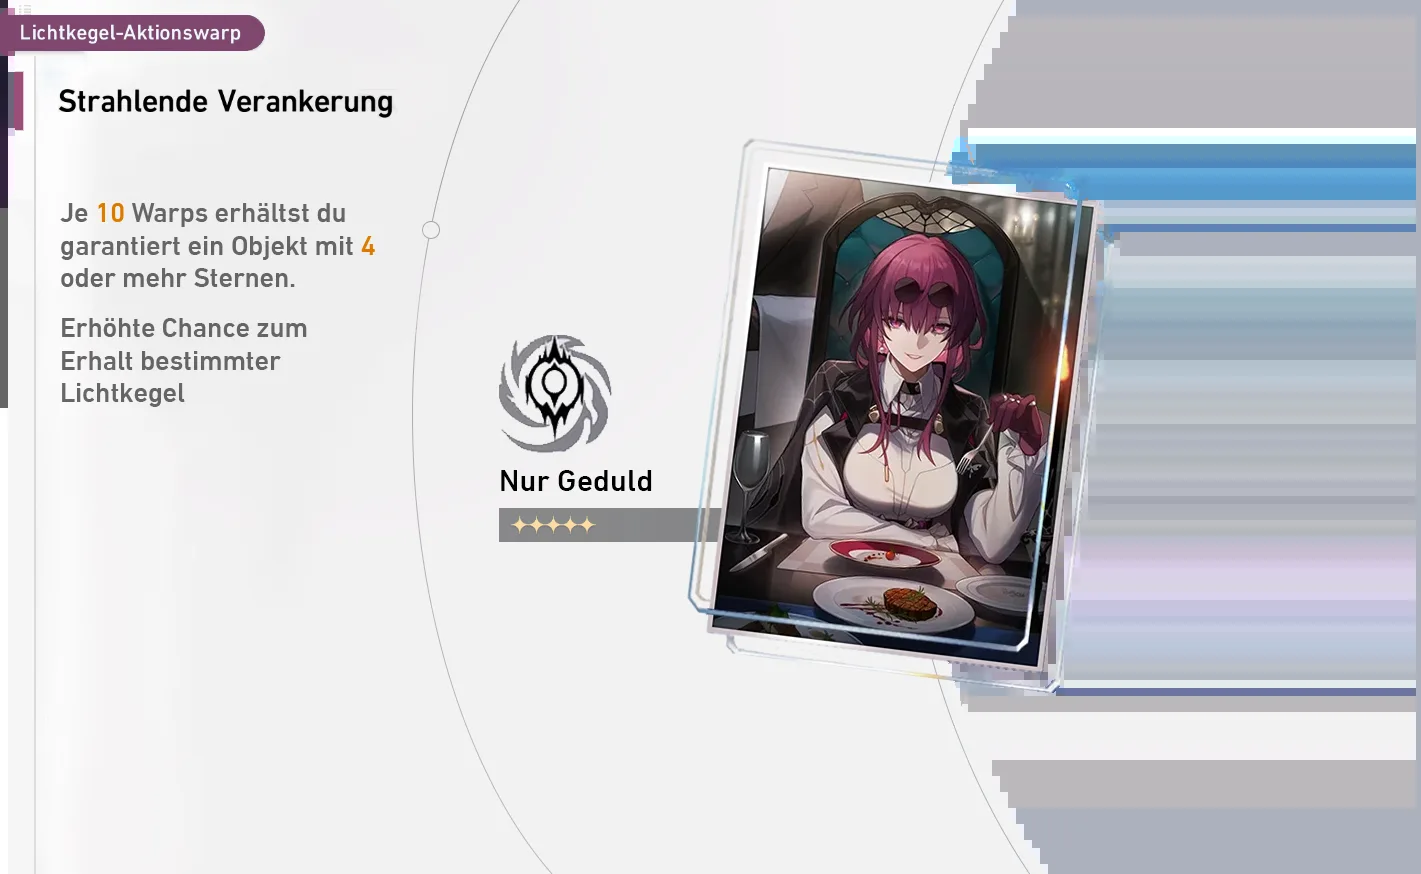 Lichtkegel-Aktionswarp
Strahlende Verankerung
Je 10 Warps erhältst du
garantiert ein Objekt mit 4
oder mehr Sternen.
Erhöhte Chance zum
Erhalt bestimmter
Lichtkegel
Nur Geduld